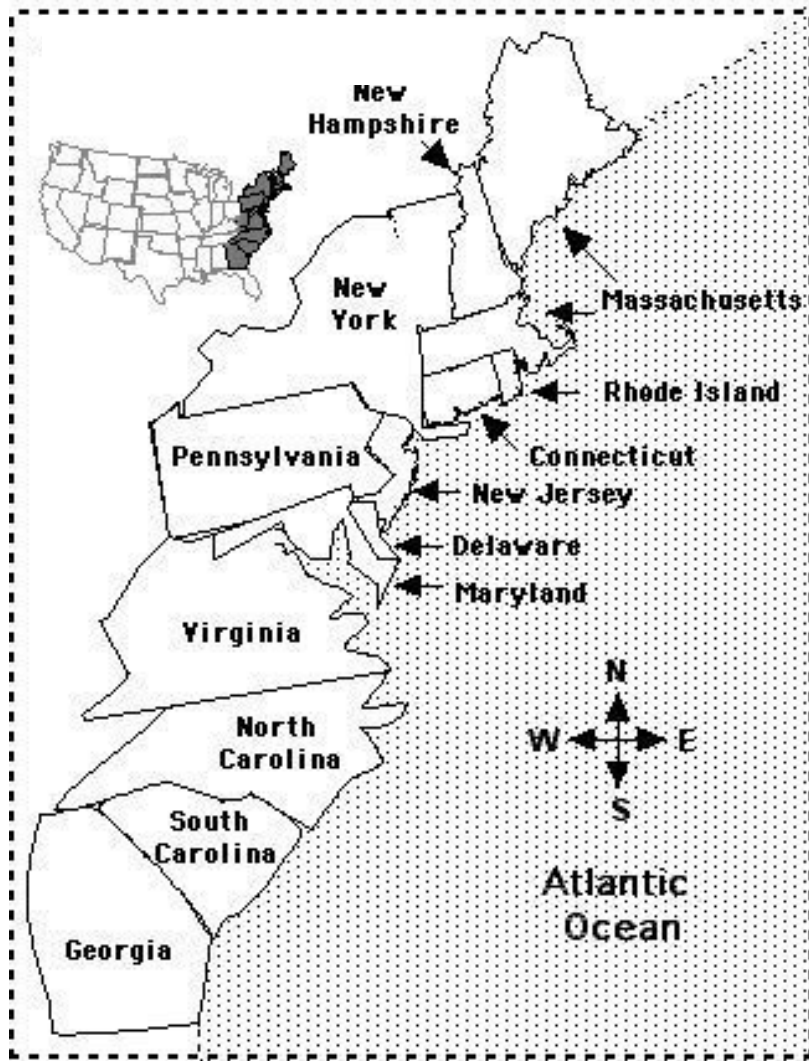 New
Hampshire
New
York
Massachusetts
Rhode Island
Connecticut
Pennsylvania
New Jersey
Delaware
Maryland
Virginia
N
W
E
S
North
Carolina
South
Carolina
Georgia
Atlantic
Ocean